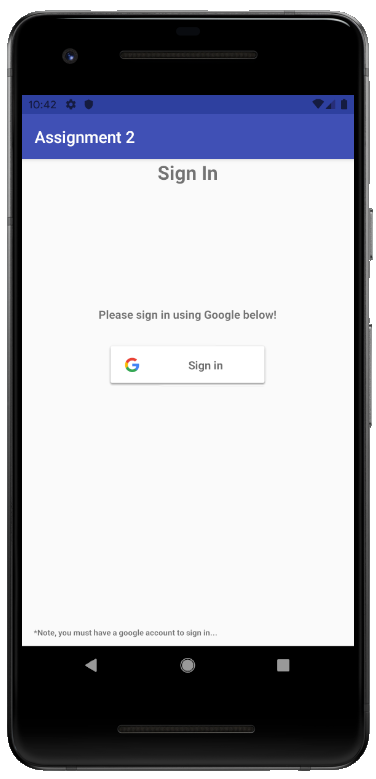 10:42
Assignment 2
Sign In
Please sign in using Google below!
Sign in
*Note, you must have a google account to sign in...